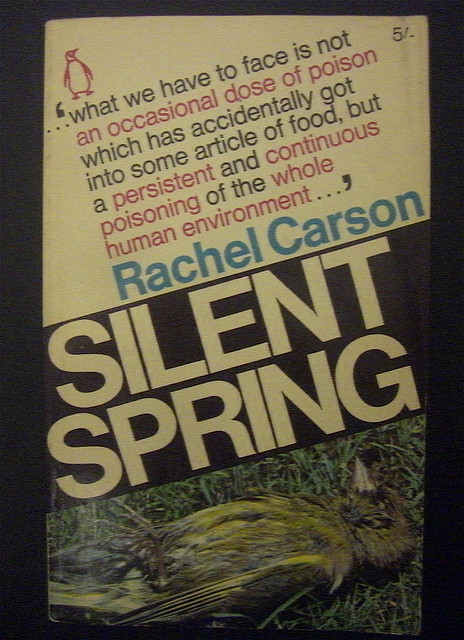 5/-
‘
...what we have to face is not
an occasional dose of poison
which has accidentally got
into some article of food, but
a persistent and continuous
poisoning of the whole
human environment...’
Rachel Carson
SILENT
SPRING